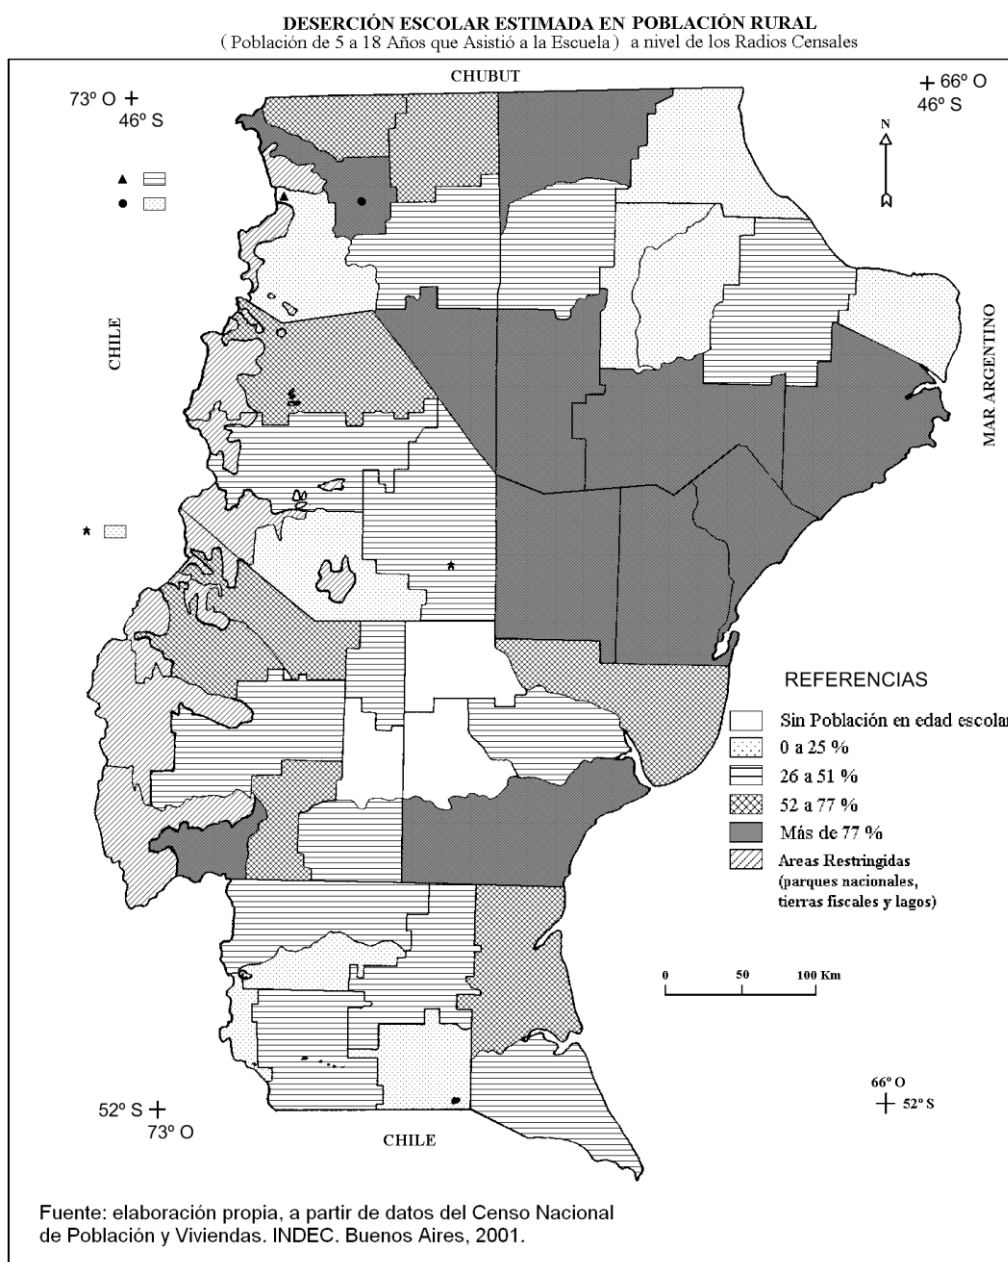 DESERCIÓN ESCOLAR ESTIMADA EN POBLACIÓN RURAL
( Población de 5 a 18 Años que Asistió a la Escuela ) a nivel de los Radios Censales
CHUBUT
73º O
46º S
66º O
46º S
N
CHILE
MAR ARGENTINO
REFERENCIAS
Sin Población en edad escolar
0 a 25 %
26 a 51 %
52 a 77 %
Más de 77 %
Areas Restringidas
(parques nacionales,
tierras fiscales y lagos)
0 50 100 Km
52º S
73º O
66º O
52º S
CHILE
Fuente: elaboración propia, a partir de datos del Censo Nacional
de Población y Viviendas. INDEC. Buenos Aires, 2001.